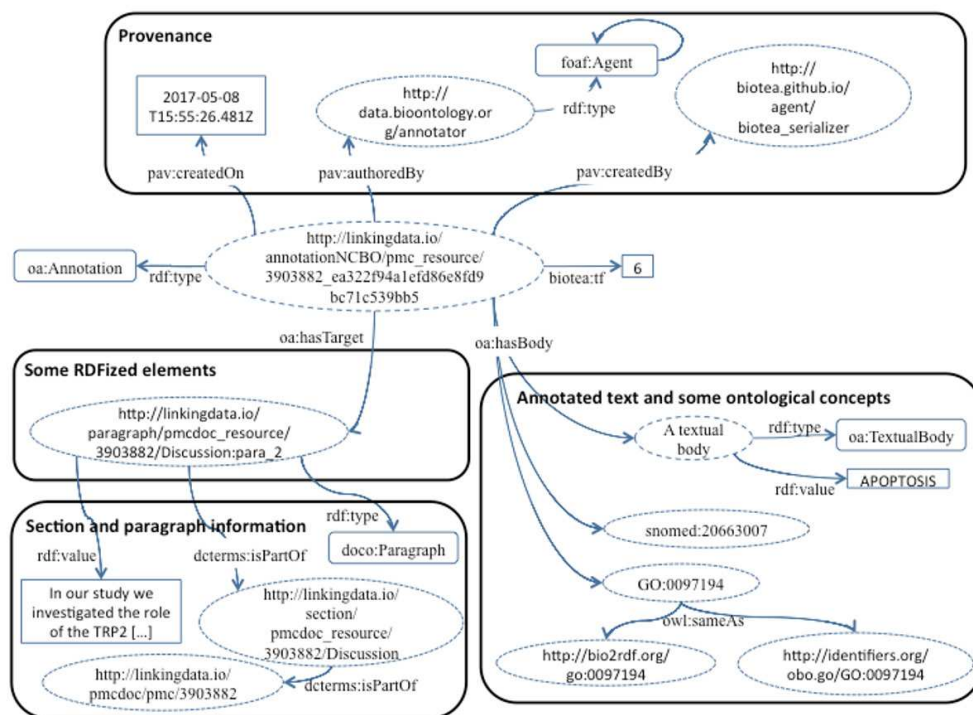 Provenance
2017-05-08
T15:55:26.481Z
http://
data.bioontology.or
g/annotator
foaf:Agent
rdf:type
http://
biotea.github.io/
agent/
biotea_serializer
pav:createdOn
pav:authoredBy
pav:createdBy
oa:Annotation
rdf:type
http://linkingdata.io/
annotationNCBO/pmc_resource/
3903882_ea322f94a1efd86e8fd9
bc71c539bb5
biotea:tf
6
oa:hasTarget
oa:hasBody
Some RDFized elements
http://linkingdata.io/
paragraph/pmcdoc_resource/
3903882/Discussion:para_2
Section and paragraph information
rdf:value
dcterms:isPartOf
rdf:type
doco:Paragraph
In our study we
investigated the role
of the TRP2 [...]
http://linkingdata.io/
section/
pmcdoc_resource/
3903882/Discussion
http://linkingdata.io/
pmcdoc/pmc/3903882
dcterms:isPartOf
Annotated text and some ontological concepts
A textual
body
rdf:type
oa:TextualBody
rdf:value
APOPTOSIS
snomed:20663007
GO:0097194
owl:sameAs
http://bio2rdf.org/
go:0097194
http://identifiers.org/
obo.go/GO:0097194